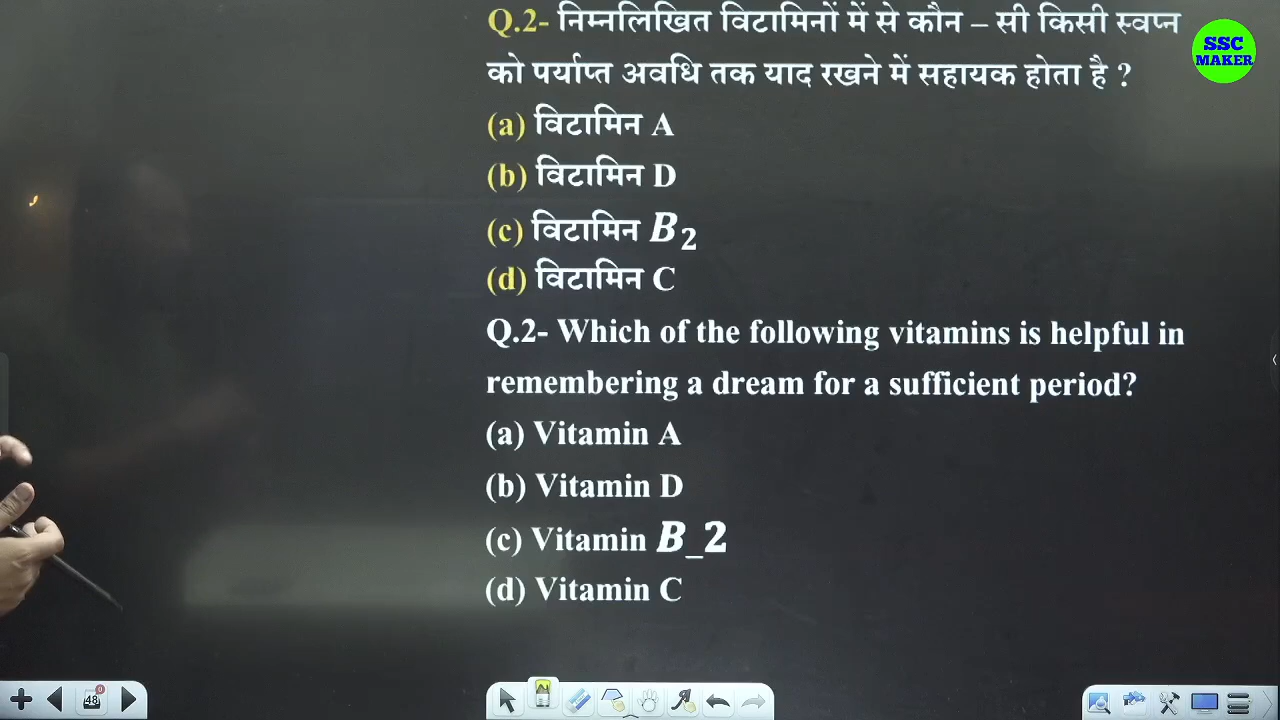 Q.2- निम्नलिखित विटामिनों में से कौन – सी किसी स्वप्न
को पर्याप्त अवधि तक याद रखने में सहायक होता है ?
(a) विटामिन A
(b) विटामिन D
(c) विटामिन B₂
(d) विटामिन C
Q.2- Which of the following vitamins is helpful in
remembering a dream for a sufficient period?
(a) Vitamin A
(b) Vitamin D
(c) Vitamin B_2
(d) Vitamin C
SSC
MAKER
48